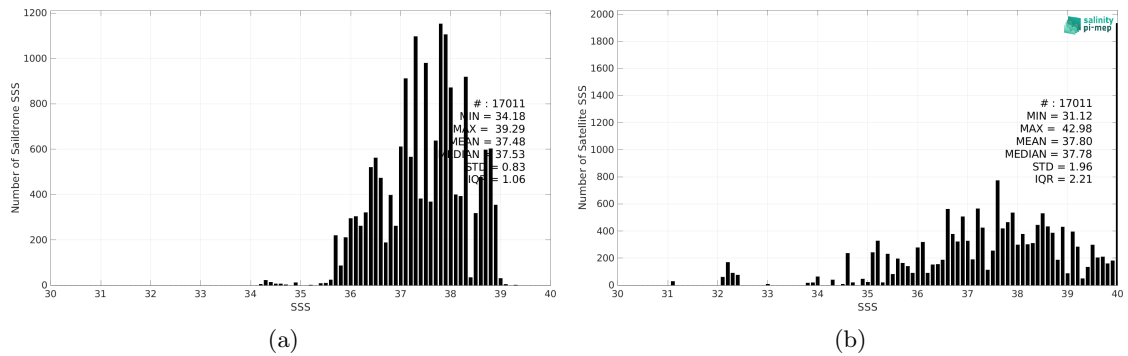 1200
1000
800
600
400
200
0
30 31 32 33 34 35 36 37 38 39 40
SSS
Number of Saildrone SSS
# : 17011
MIN = 34.18
MAX = 39.29
MEAN = 37.48
MEDIAN = 37.53
STD = 0.83
IQR = 1.06
(a)
2000
1800
1600
1400
1200
1000
800
600
400
200
0
30 31 32 33 34 35 36 37 38 39 40
SSS
Number of Satellite SSS
salinity
pi-mep
# : 17011
MIN = 31.12
MAX = 42.98
MEAN = 37.80
MEDIAN = 37.78
STD = 1.96
IQR = 2.21
(b)